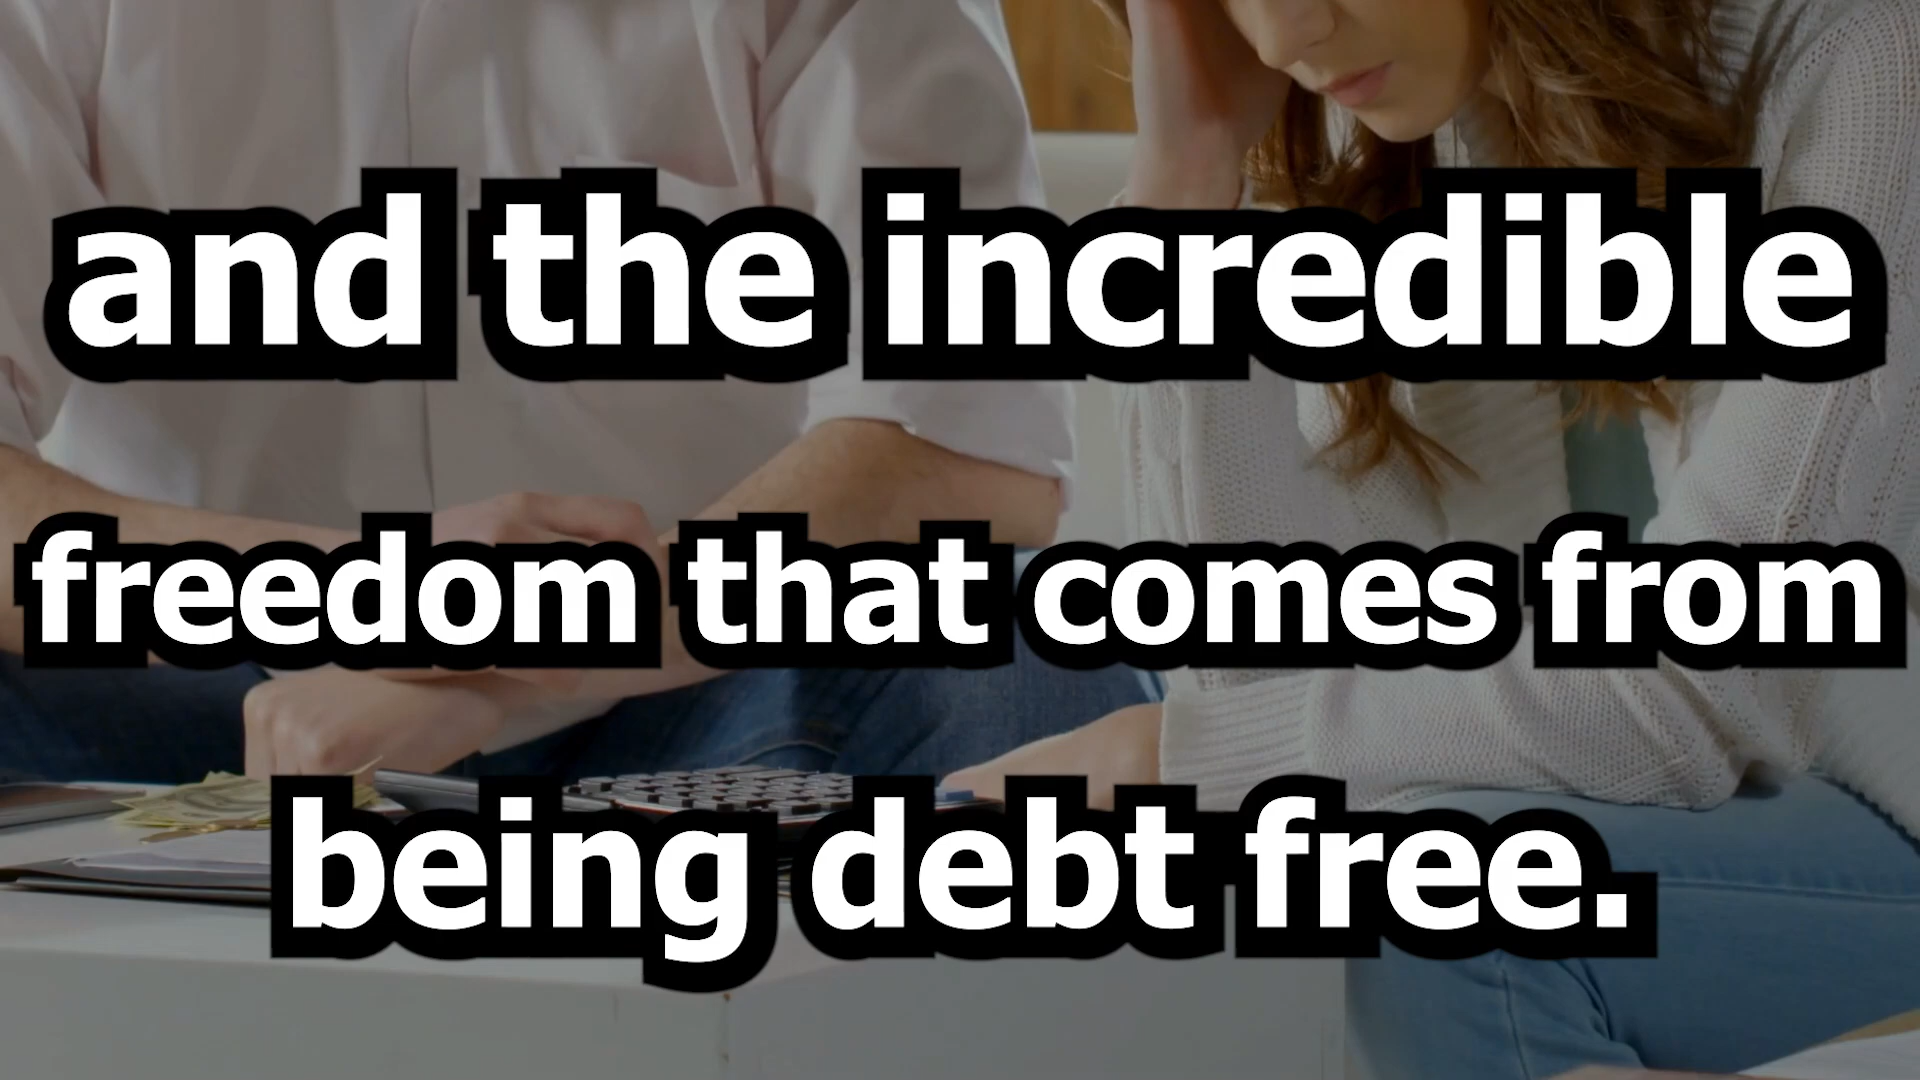 and the incredible
freedom that comes from
being debt free.